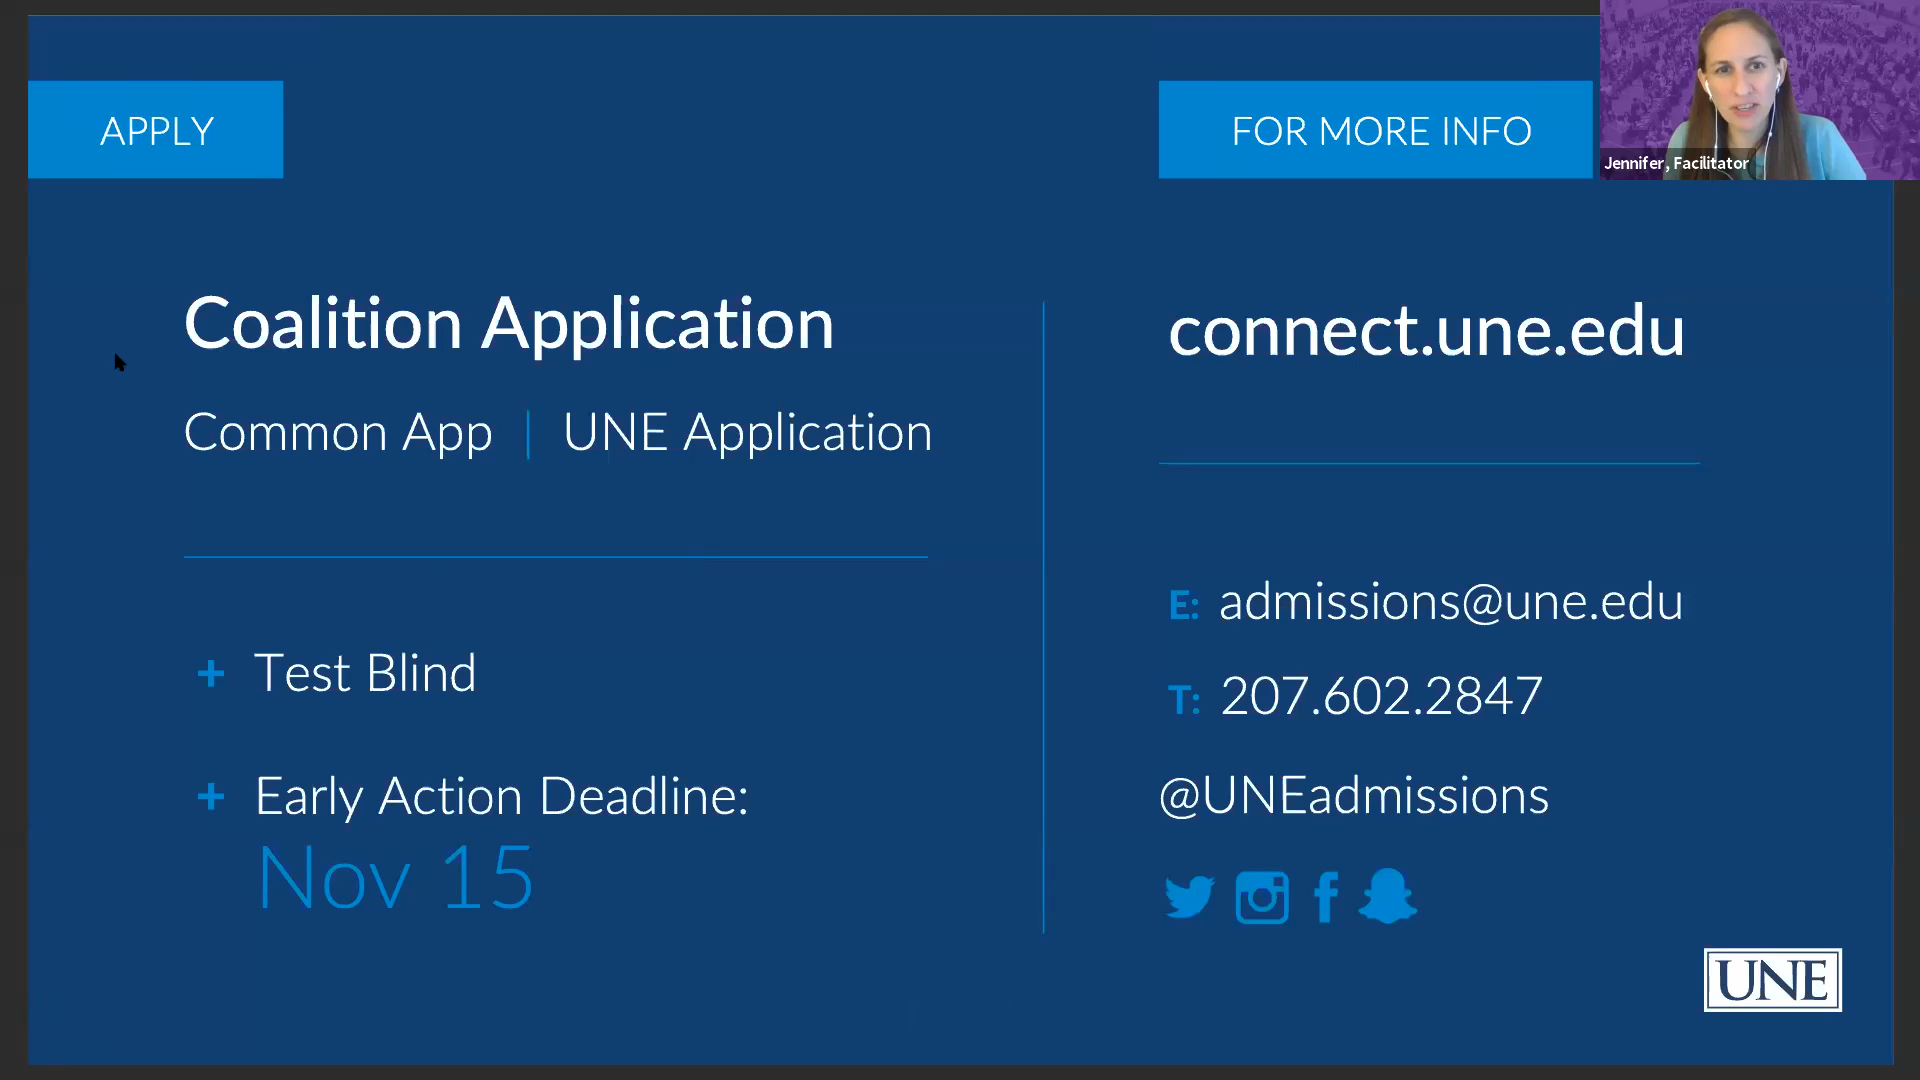 APPLY
FOR MORE INFO
Jennifer, Facilitator
Coalition Application
Common App | UNE Application
+ Test Blind
+ Early Action Deadline:
Nov 15
connect.une.edu
E: admissions@une.edu
T: 207.602.2847
@UNEadmissions
UNE